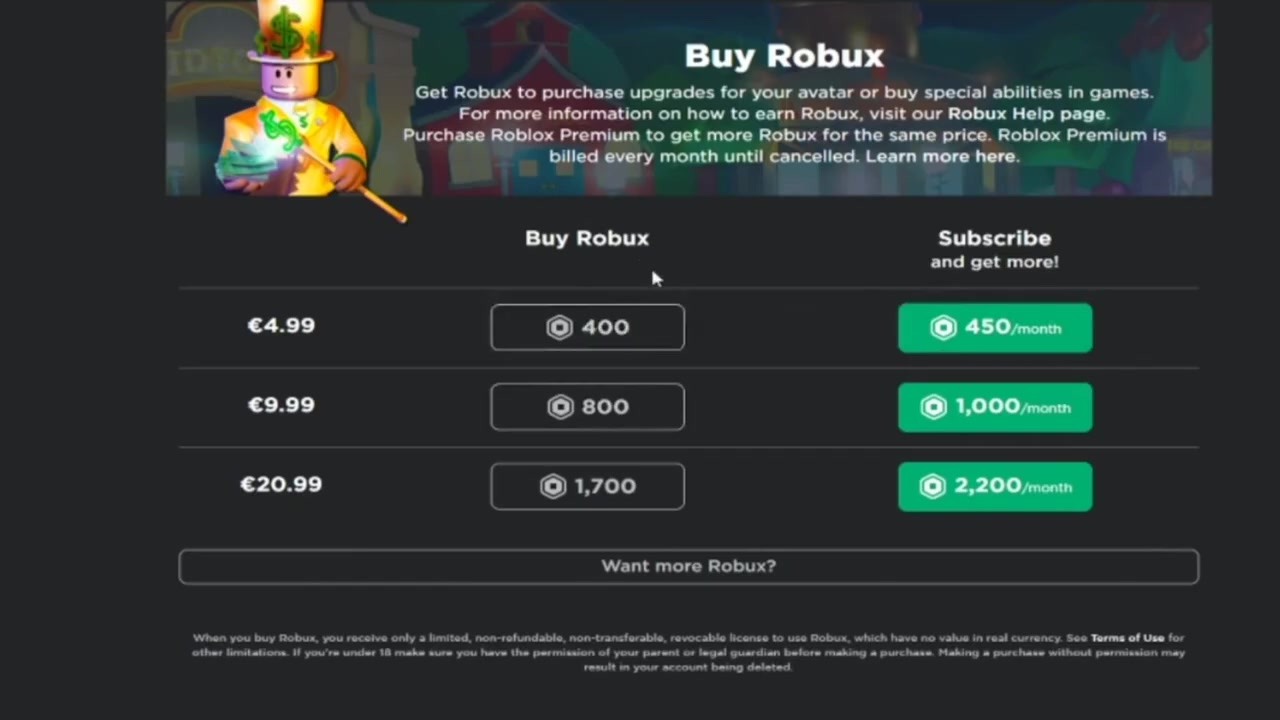 Buy Robux
Get Robux to purchase upgrades for your avatar or buy special abilities in games.
For more information on how to earn Robux, visit our Robux Help page.
Purchase Roblox Premium to get more Robux for the same price. Roblox Premium is
billed every month until cancelled. Learn more here.
Buy Robux
Subscribe
and get more!
€4.99
400
450/month
€9.99
800
1,000/month
€20.99
1,700
2,200/month
Want more Robux?
When you buy Robux, you receive only a limited, non-refundable, non-transferable, revocable license to use Robux, which have no value in real currency. See Terms of Use for
other limitations. If you're under 18 make sure you have the permission of your parent or legal guardian before making a purchase. Making a purchase without permission may
result in your account being deleted.